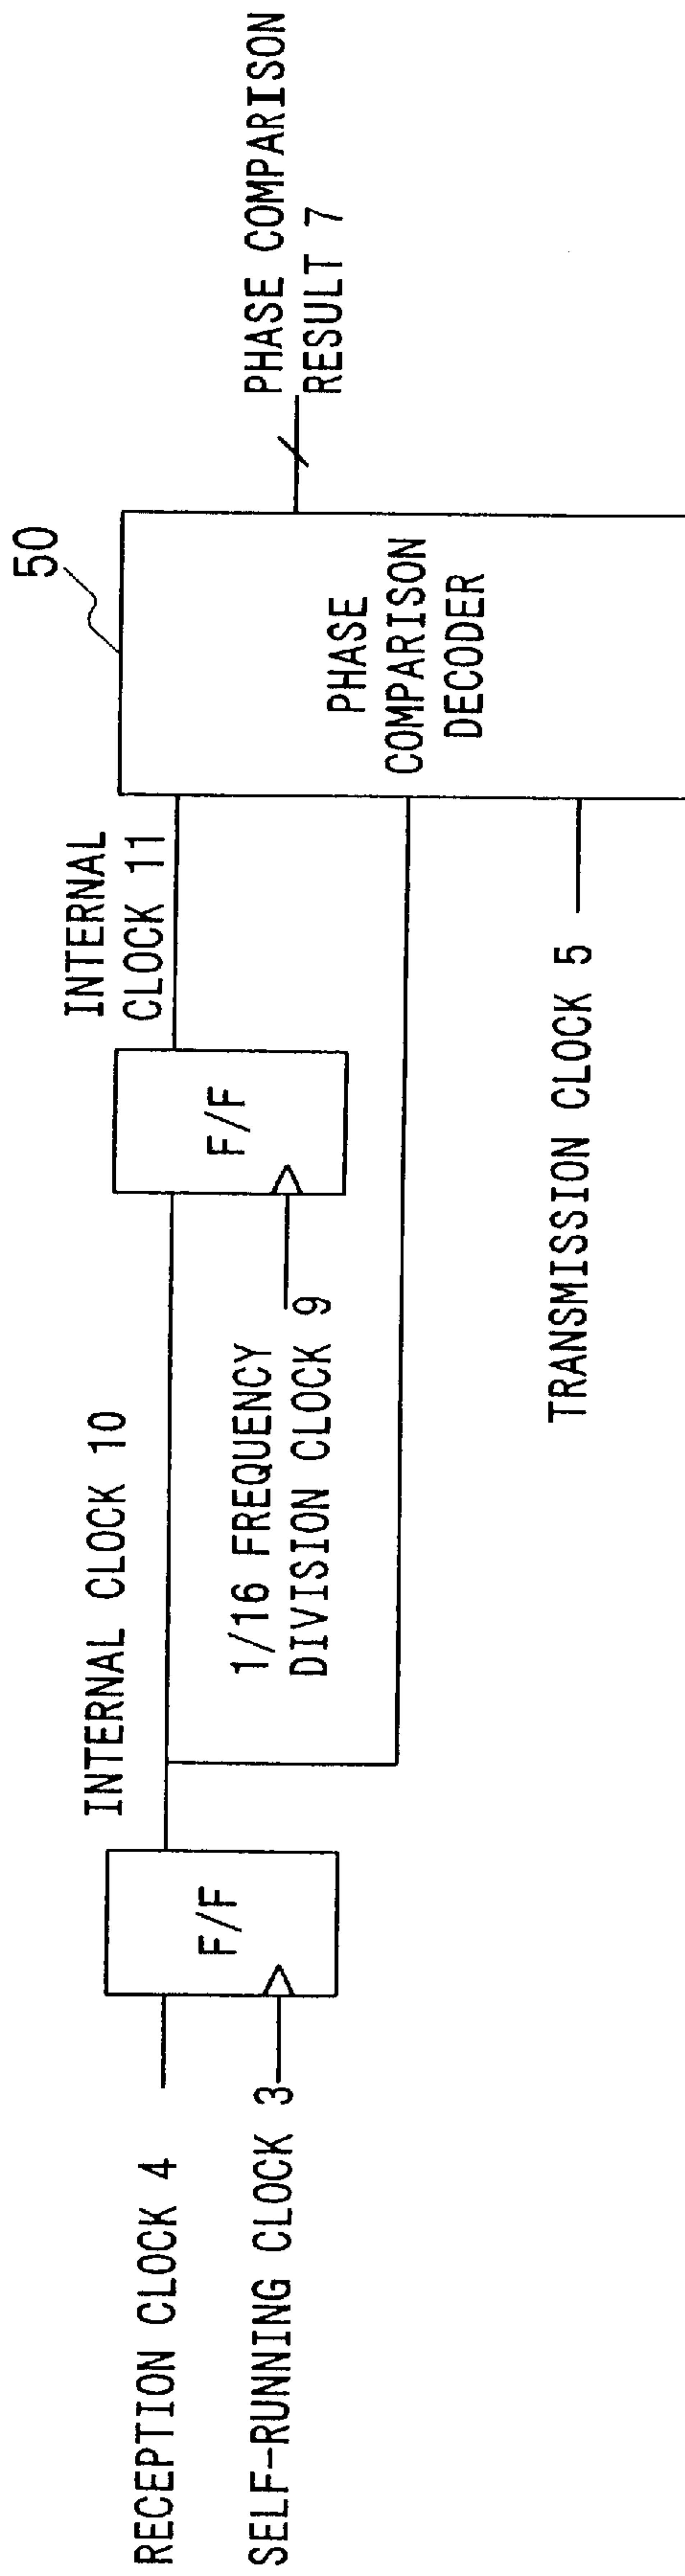 RECEPTION CLOCK 4
SELF-RUNNING CLOCK 3
F/F
INTERNAL CLOCK 10
1/16 FREQUENCY
DIVISION CLOCK 9
F/F
INTERNAL
CLOCK 11
TRANSMISSION CLOCK 5
50
PHASE
COMPARISON
DECODER
PHASE COMPARISON
RESULT 7